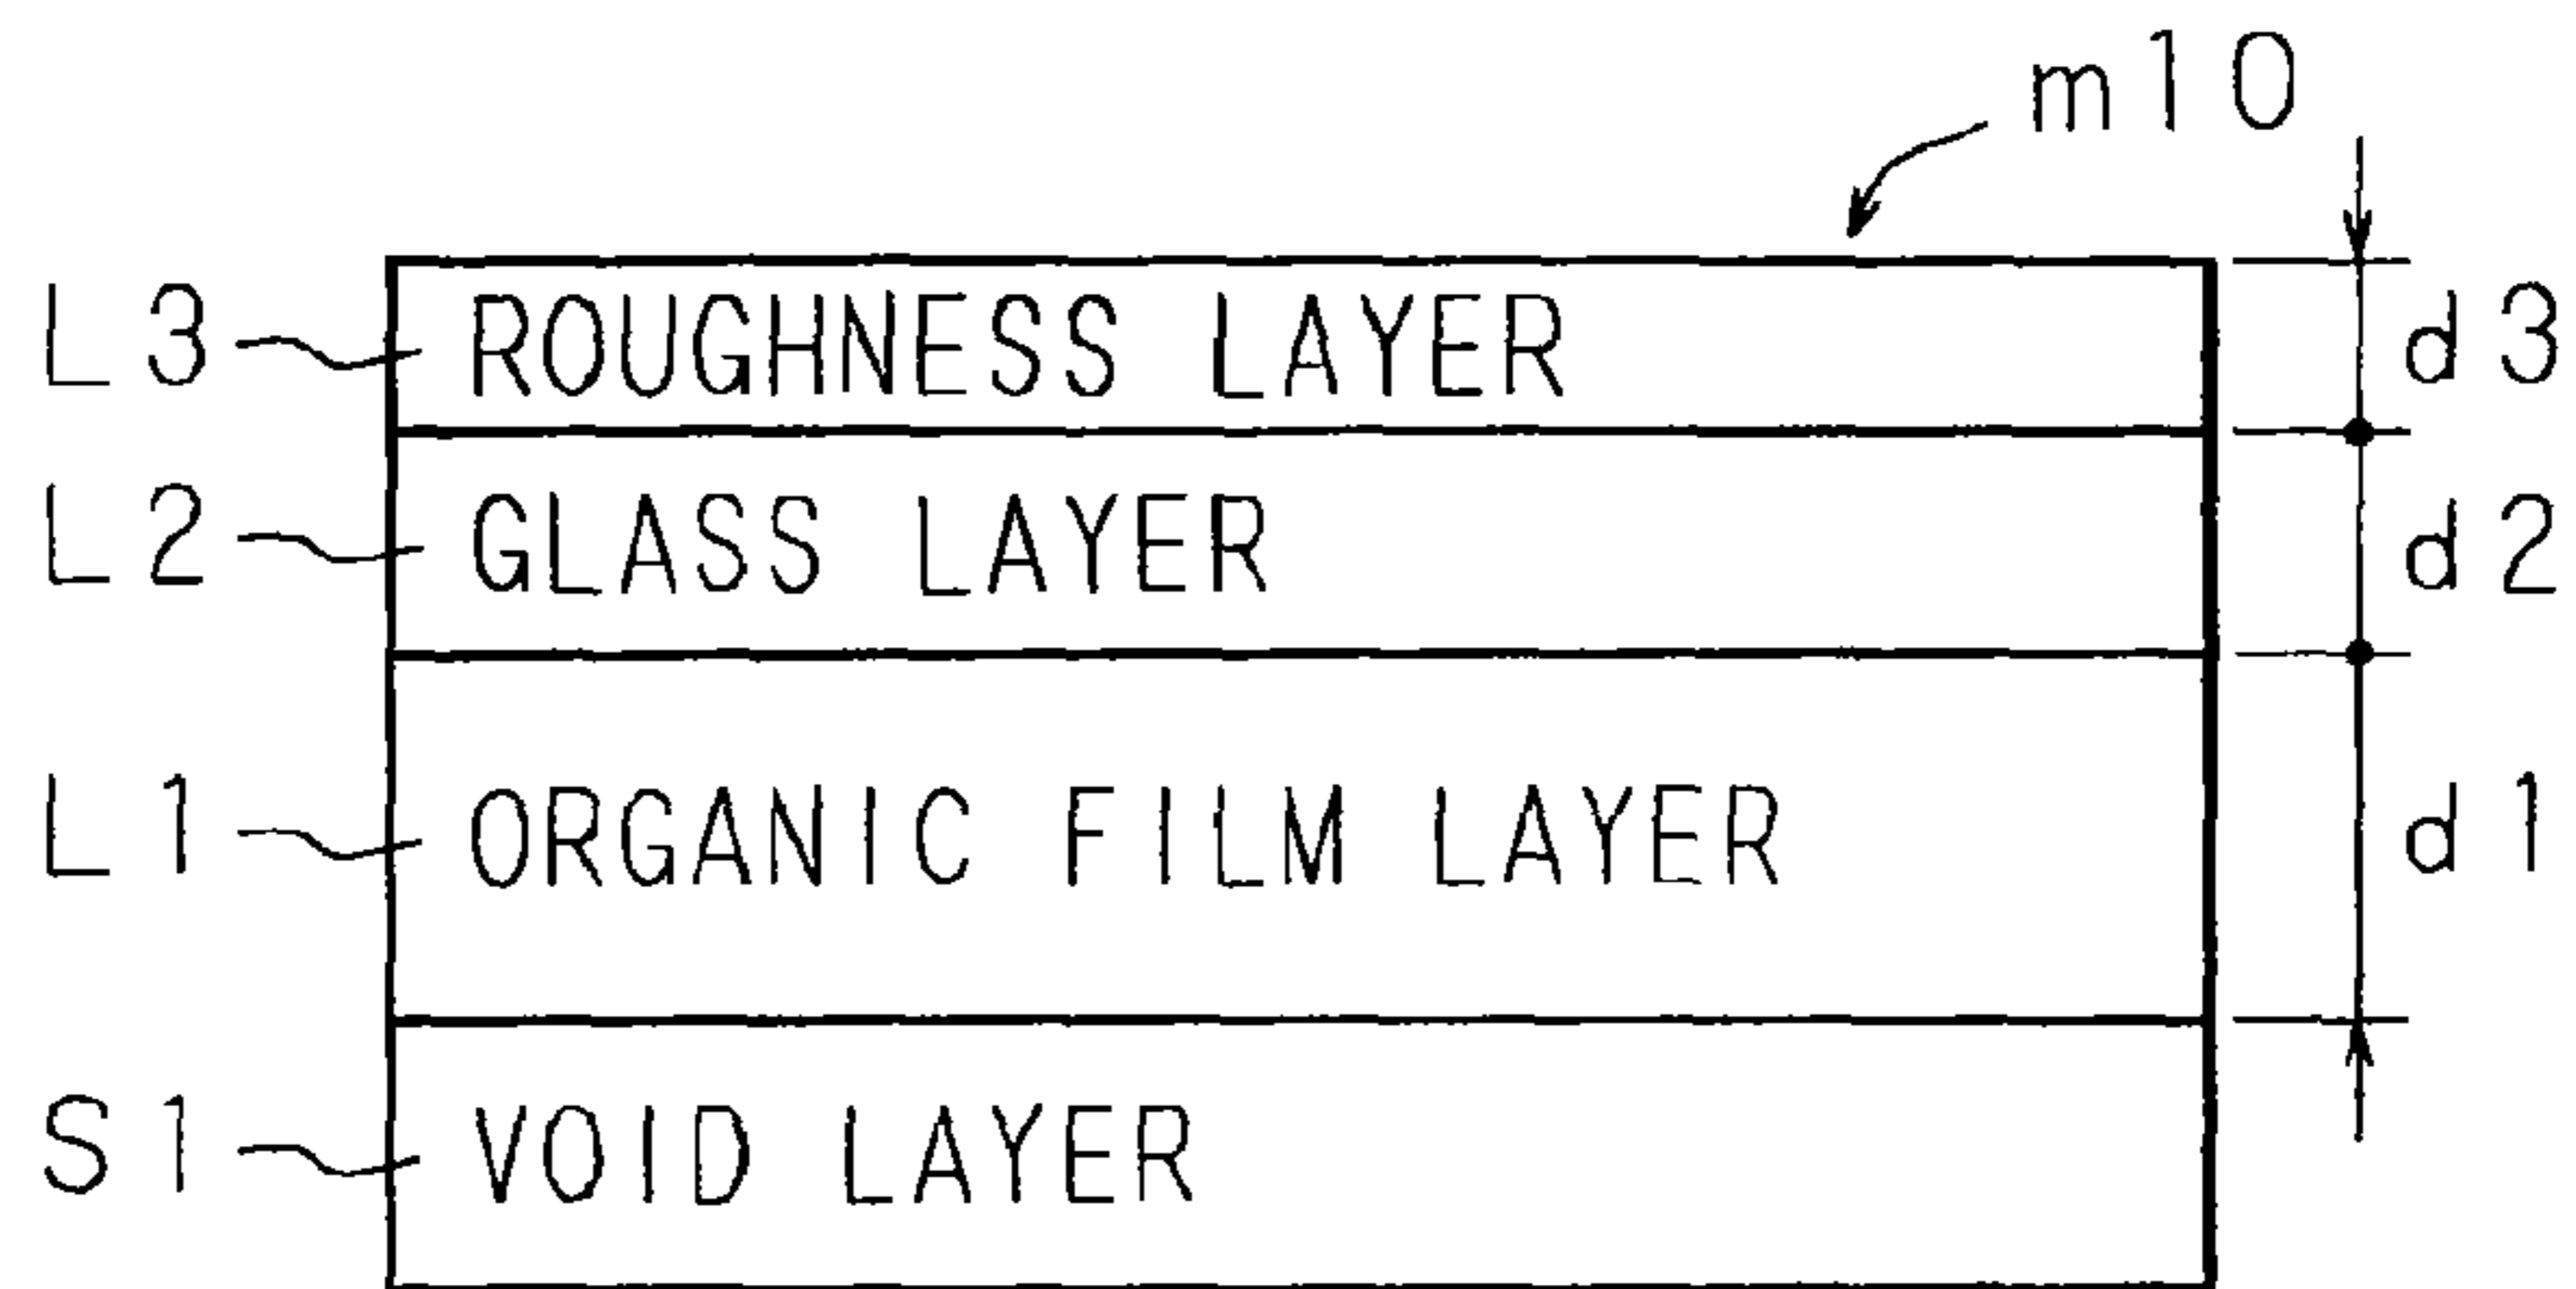 m10
L3 ROUGHNESS LAYER d3
L2 GLASS LAYER d2
L1 ORGANIC FILM LAYER d1
S1 VOID LAYER